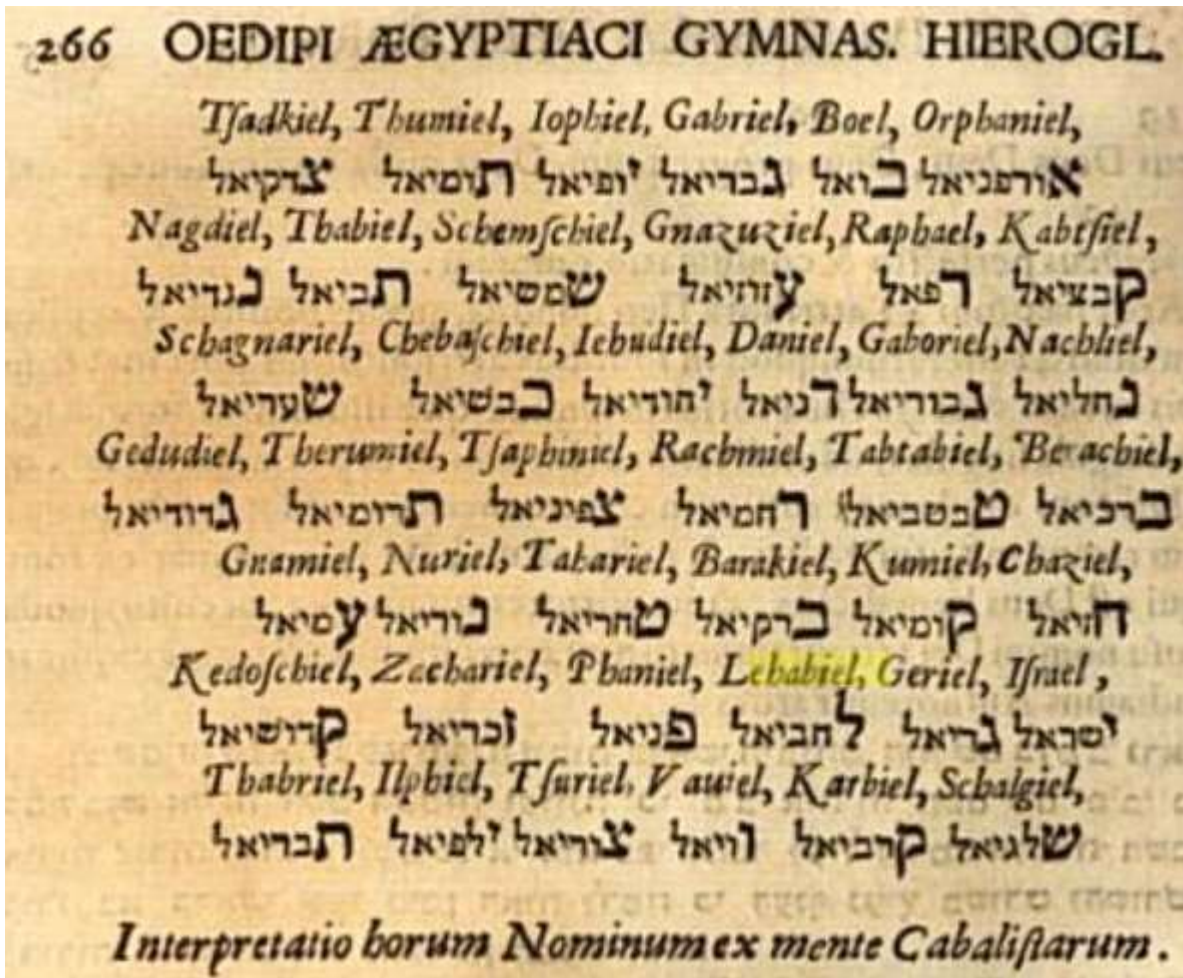 266 OEDIPI ÆGYPTIACI GYMNAS. HIEROGL.
Tſadkiel, Thumiel, Iophiel, Gabriel, Boel, Orphaniel,
אורפניאל בואל גבריאל יופיאל תומיאל צדקיאל
Nagdiel, Thabiel, Schemſchiel, Gnazuziel, Raphael, Kabtſiel,
קבציאל רפאל עזוזיאל שמסיאל תביאל נגדיאל
Schagnariel, Chebaſchiel, Iehudiel, Daniel, Gaboriel, Nachliel,
נחליאל גבוריאל דניאל יהודיאל כבשיאל שעריאל
Gedudiel, Therumiel, Tſaphiniel, Rachmiel, Tabtabiel, Berachiel,
ברכיאל טבטביאל רחמיאל צפיניאל תרומיאל גדודיאל
Gnamiel, Nuriel, Tahariel, Barakiel, Kumiel, Chaziel,
חזיאל קומיאל ברקיאל טהריאל נוריאל עמיאל
Kedoſchiel, Zachariel, Phaniel, Lehabiel, Geriel, Iſrael,
ישראל גריאל להביאל פניאל זכריאל קדושיאל
Thabriel, Ilphiel, Tſuriel, Vauiel, Karbiel, Schalgiel,
שלגיאל קרביאל וויאל צוריאל ילפיאל תבריאל
Interpretatio horum Nominum ex mente Cabaliſtarum.